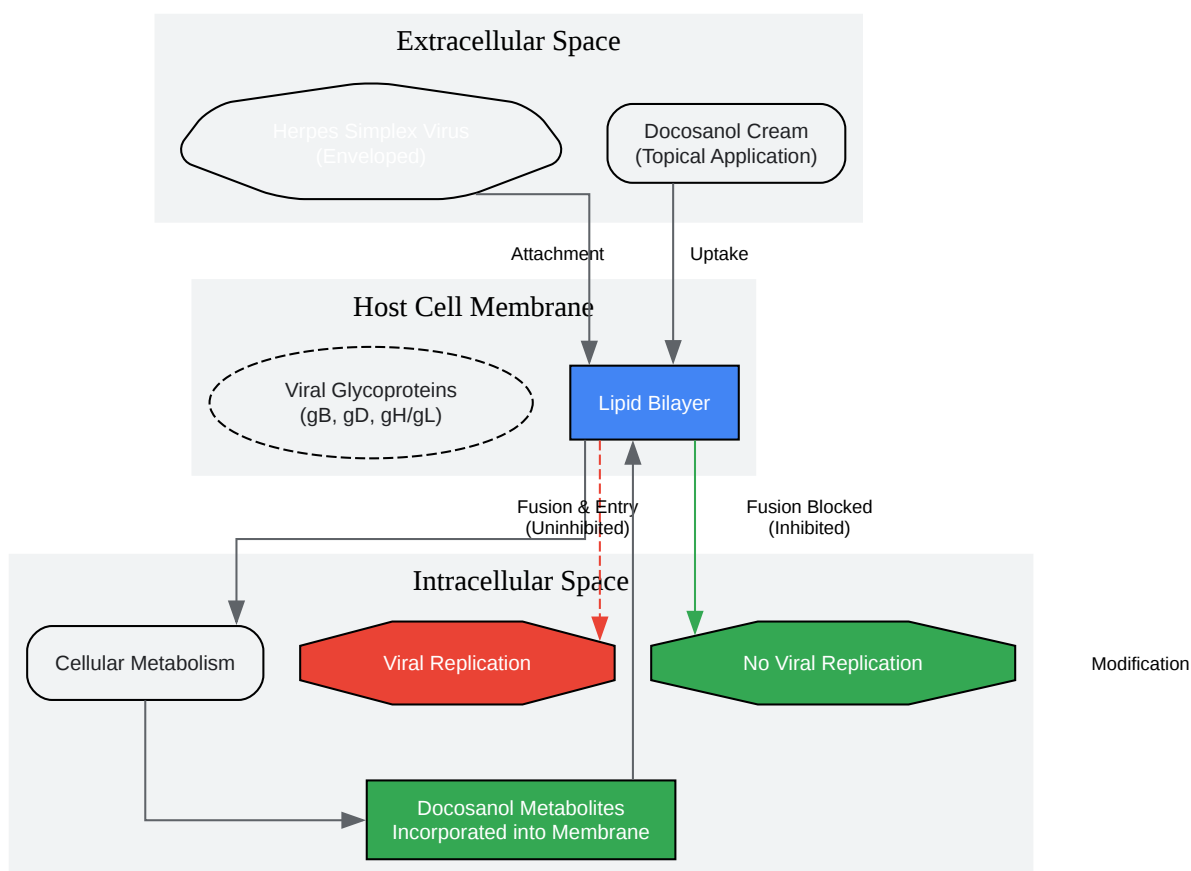 Extracellular Space
Herpes Simplex Virus
(Enveloped)
Docosanol Cream
(Topical Application)
Attachment
Uptake
Host Cell Membrane
Viral Glycoproteins
(gB, gD, gH/gL)
Lipid Bilayer
Fusion & Entry
(Uninhibited)
Fusion Blocked
(Inhibited)
Intracellular Space
Cellular Metabolism
Viral Replication
No Viral Replication
Modification
Docosanol Metabolites
Incorporated into Membrane